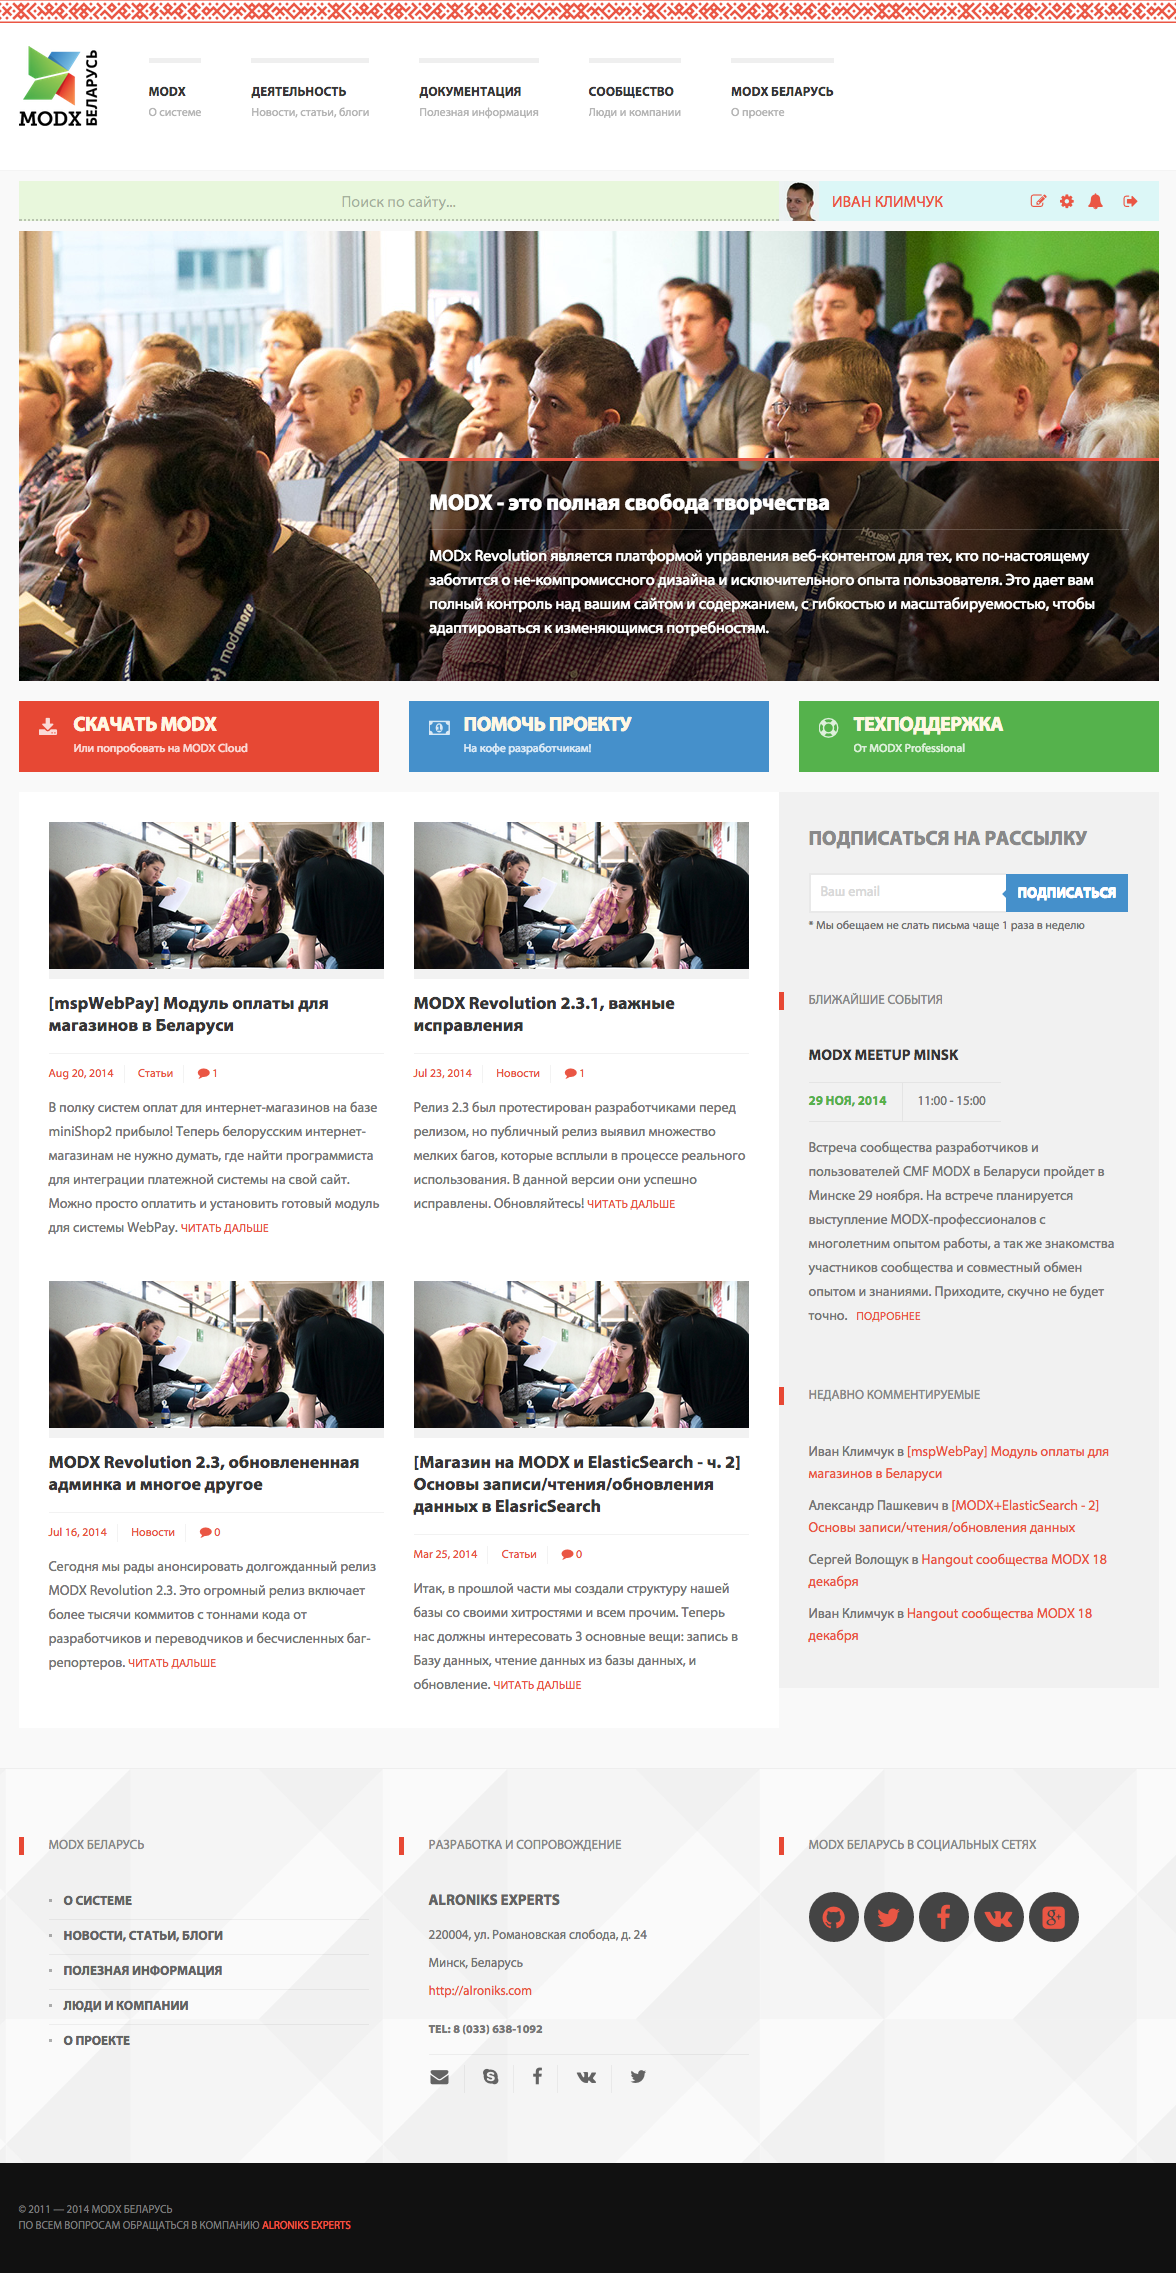 MODX
БЕЛАРУСЬ
MODX
О системе
ДЕЯТЕЛЬНОСТЬ
Новости, статьи, блоги
ДОКУМЕНТАЦИЯ
Полезная информация
СООБЩЕСТВО
Люди и компании
MODX БЕЛАРУСЬ
О проекте
Поиск по сайту...
ИВАН КЛИМЧУК
modmore
MODX - это полная свобода творчества
MODx Revolution является платформой управления веб-контентом для тех, кто по-настоящему
заботится о не-компромиссного дизайна и исключительного опыта пользователя. Это дает вам
полный контроль над вашим сайтом и содержанием, с гибкостью и масштабируемостью, чтобы
адаптироваться к изменяющимся потребностям.
СКАЧАТЬ MODX
Или попробовать на MODX Cloud
ПОМОЧЬ ПРОЕКТУ
На кофе разработчикам!
ТЕХПОДДЕРЖКА
От MODX Professional
[mspWebPay] Модуль оплаты для
магазинов в Беларуси
Aug 20, 2014 Статьи 1
В полку систем оплат для интернет-магазинов на базе
miniShop2 прибыло! Теперь белорусским интернет-
магазинам не нужно думать, где найти программиста
для интеграции платежной системы на свой сайт.
Можно просто оплатить и установить готовый модуль
для системы WebPay. ЧИТАТЬ ДАЛЬШЕ
MODX Revolution 2.3.1, важные
исправления
Jul 23, 2014 Новости 1
Релиз 2.3 был протестирован разработчиками перед
релизом, но публичный релиз выявил множество
мелких багов, которые всплыли в процессе реального
использования. В данной версии они успешно
исправлены. Обновляйтесь! ЧИТАТЬ ДАЛЬШЕ
MODX Revolution 2.3, обновлененная
админка и многое другое
Jul 16, 2014 Новости 0
Сегодня мы рады анонсировать долгожданный релиз
MODX Revolution 2.3. Это огромный релиз включает
более тысячи коммитов с тоннами кода от
разработчиков и переводчиков и бесчисленных баг-
репортеров. ЧИТАТЬ ДАЛЬШЕ
[Магазин на MODX и ElasticSearch - ч. 2]
Основы записи/чтения/обновления
данных в ElasricSearch
Mar 25, 2014 Статьи 0
Итак, в прошлой части мы создали структуру нашей
базы со своими хитростями и всем прочим. Теперь
нас должны интересовать 3 основные вещи: запись в
Базу данных, чтение данных из базы данных, и
обновление. ЧИТАТЬ ДАЛЬШЕ
ПОДПИСАТЬСЯ НА РАССЫЛКУ
Ваш email
ПОДПИСАТЬСЯ
* Мы обещаем не слать письма чаще 1 раза в неделю
БЛИЖАЙШИЕ СОБЫТИЯ
MODX MEETUP MINSK
29 НОЯ, 2014 11:00 - 15:00
Встреча сообщества разработчиков и
пользователей CMF MODX в Беларуси пройдет в
Минске 29 ноября. На встрече планируется
выступление MODX-профессионалов с
многолетним опытом работы, а так же знакомства
участников сообщества и совместный обмен
опытом и знаниями. Приходите, скучно не будет
точно. ПОДРОБНЕЕ
НЕДАВНО КОММЕНТИРУЕМЫЕ
Иван Климчук в [mspWebPay] Модуль оплаты для
магазинов в Беларуси
Александр Пашкевич в [MODX+ElasticSearch - 2]
Основы записи/чтения/обновления данных
Сергей Волощук в Hangout сообщества MODX 18
декабря
Иван Климчук в Hangout сообщества MODX 18
декабря
MODX БЕЛАРУСЬ
О СИСТЕМЕ
НОВОСТИ, СТАТЬИ, БЛОГИ
ПОЛЕЗНАЯ ИНФОРМАЦИЯ
ЛЮДИ И КОМПАНИИ
О ПРОЕКТЕ
РАЗРАБОТКА И СОПРОВОЖДЕНИЕ
ALRONIKS EXPERTS
220004, ул. Романовская слобода, д. 24
Минск, Беларусь
http://alroniks.com
TEL: 8 (033) 638-1092
MODX БЕЛАРУСЬ В СОЦИАЛЬНЫХ СЕТЯХ
© 2011 — 2014 MODX БЕЛАРУСЬ
ПО ВСЕМ ВОПРОСАМ ОБРАЩАТЬСЯ В КОМПАНИЮ ALRONIKS EXPERTS